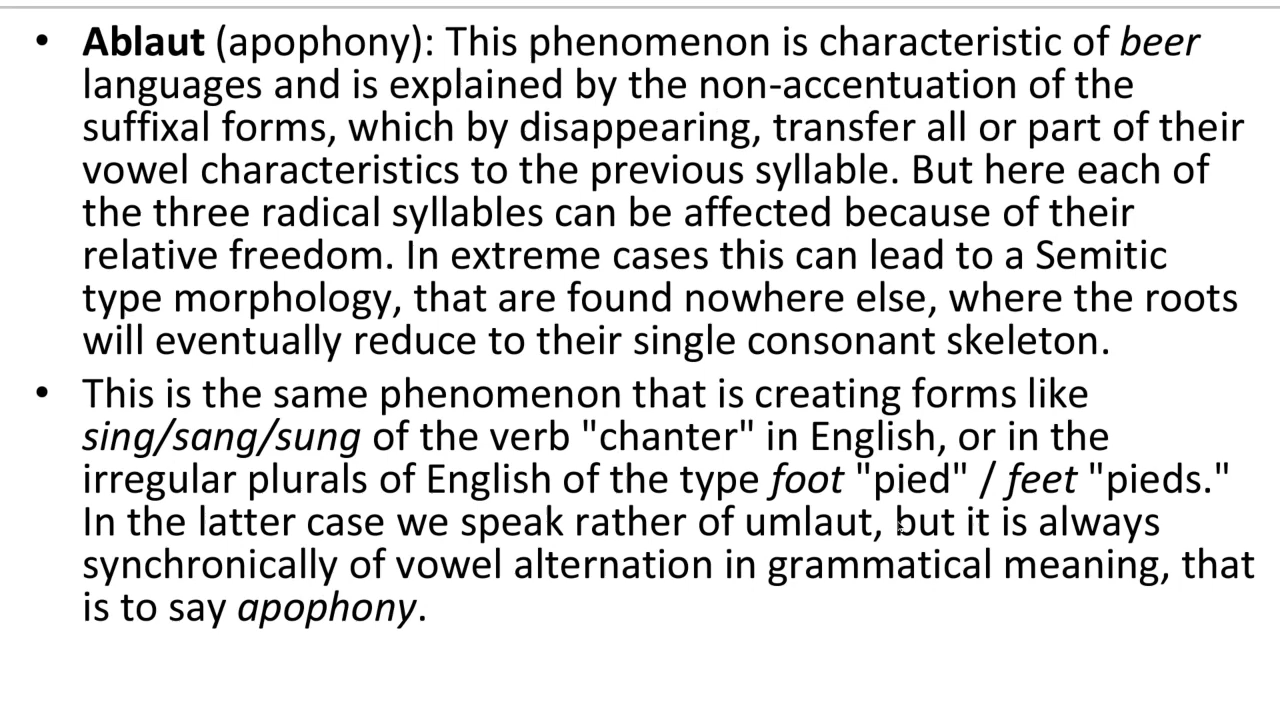 • Ablaut (apophony): This phenomenon is characteristic of beer
languages and is explained by the non-accentuation of the
suffixal forms, which by disappearing, transfer all or part of their
vowel characteristics to the previous syllable. But here each of
the three radical syllables can be affected because of their
relative freedom. In extreme cases this can lead to a Semitic
type morphology, that are found nowhere else, where the roots
will eventually reduce to their single consonant skeleton.
• This is the same phenomenon that is creating forms like
sing/sang/sung of the verb "chanter" in English, or in the
irregular plurals of English of the type foot "pied" / feet "pieds."
In the latter case we speak rather of umlaut, but it is always
synchronically of vowel alternation in grammatical meaning, that
is to say apophony.